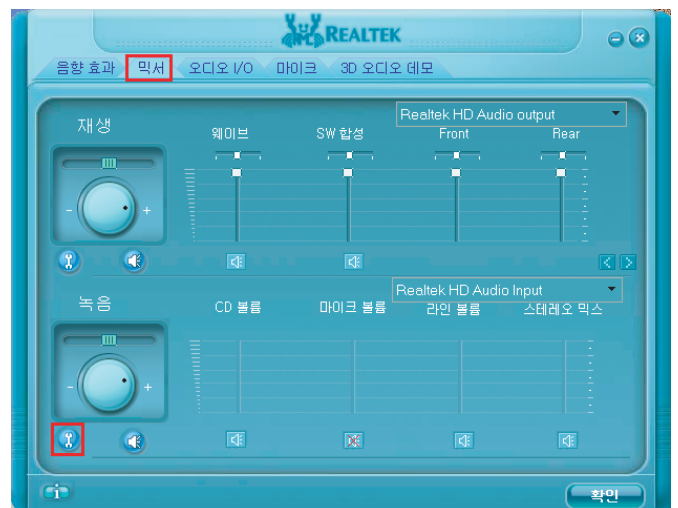 REALTEK
음향 효과 믹서 오디오 I/O 마이크 3D 오디오 데모
Realtek HD Audio output
재생 웨이브 SW 합성 Front Rear
- +
Realtek HD Audio Input
녹음 CD 볼륨 마이크 볼륨 라인 볼륨 스테레오 믹스
- +
확인